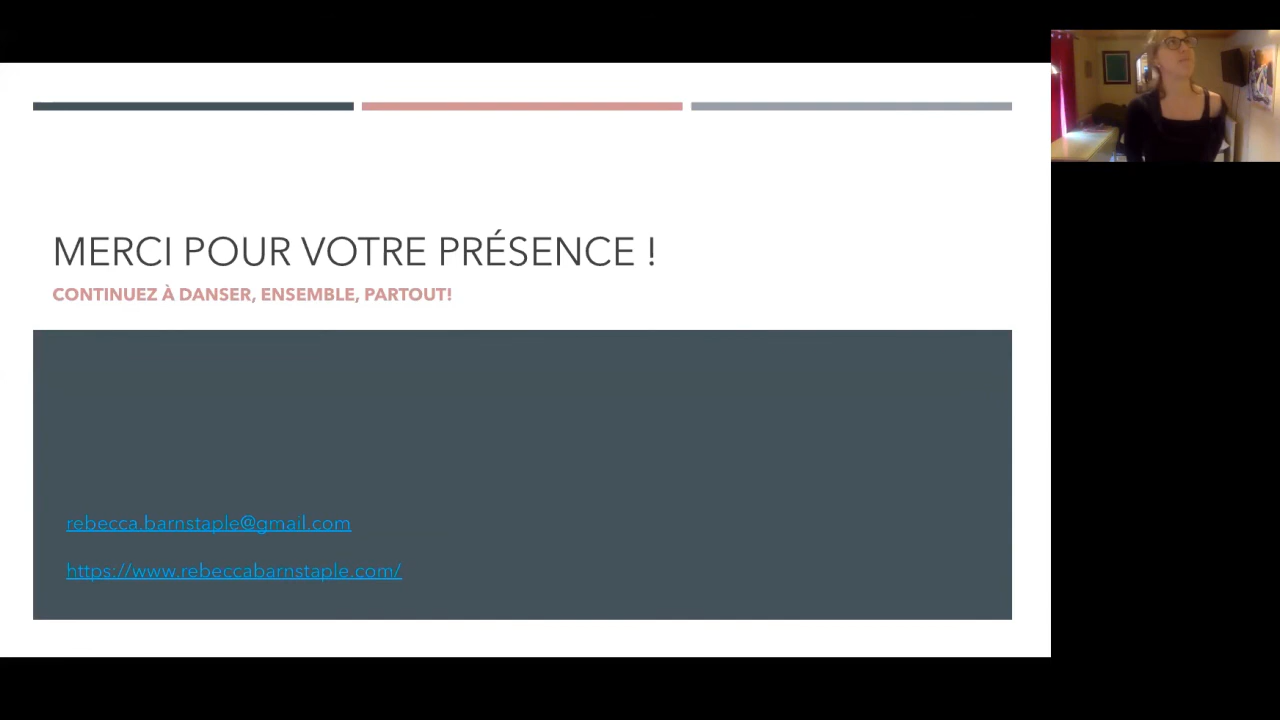 MERCI POUR VOTRE PRÉSENCE !
CONTINUEZ À DANSER, ENSEMBLE, PARTOUT!
rebecca.barnstaple@gmail.com
https://www.rebeccabarnstaple.com/